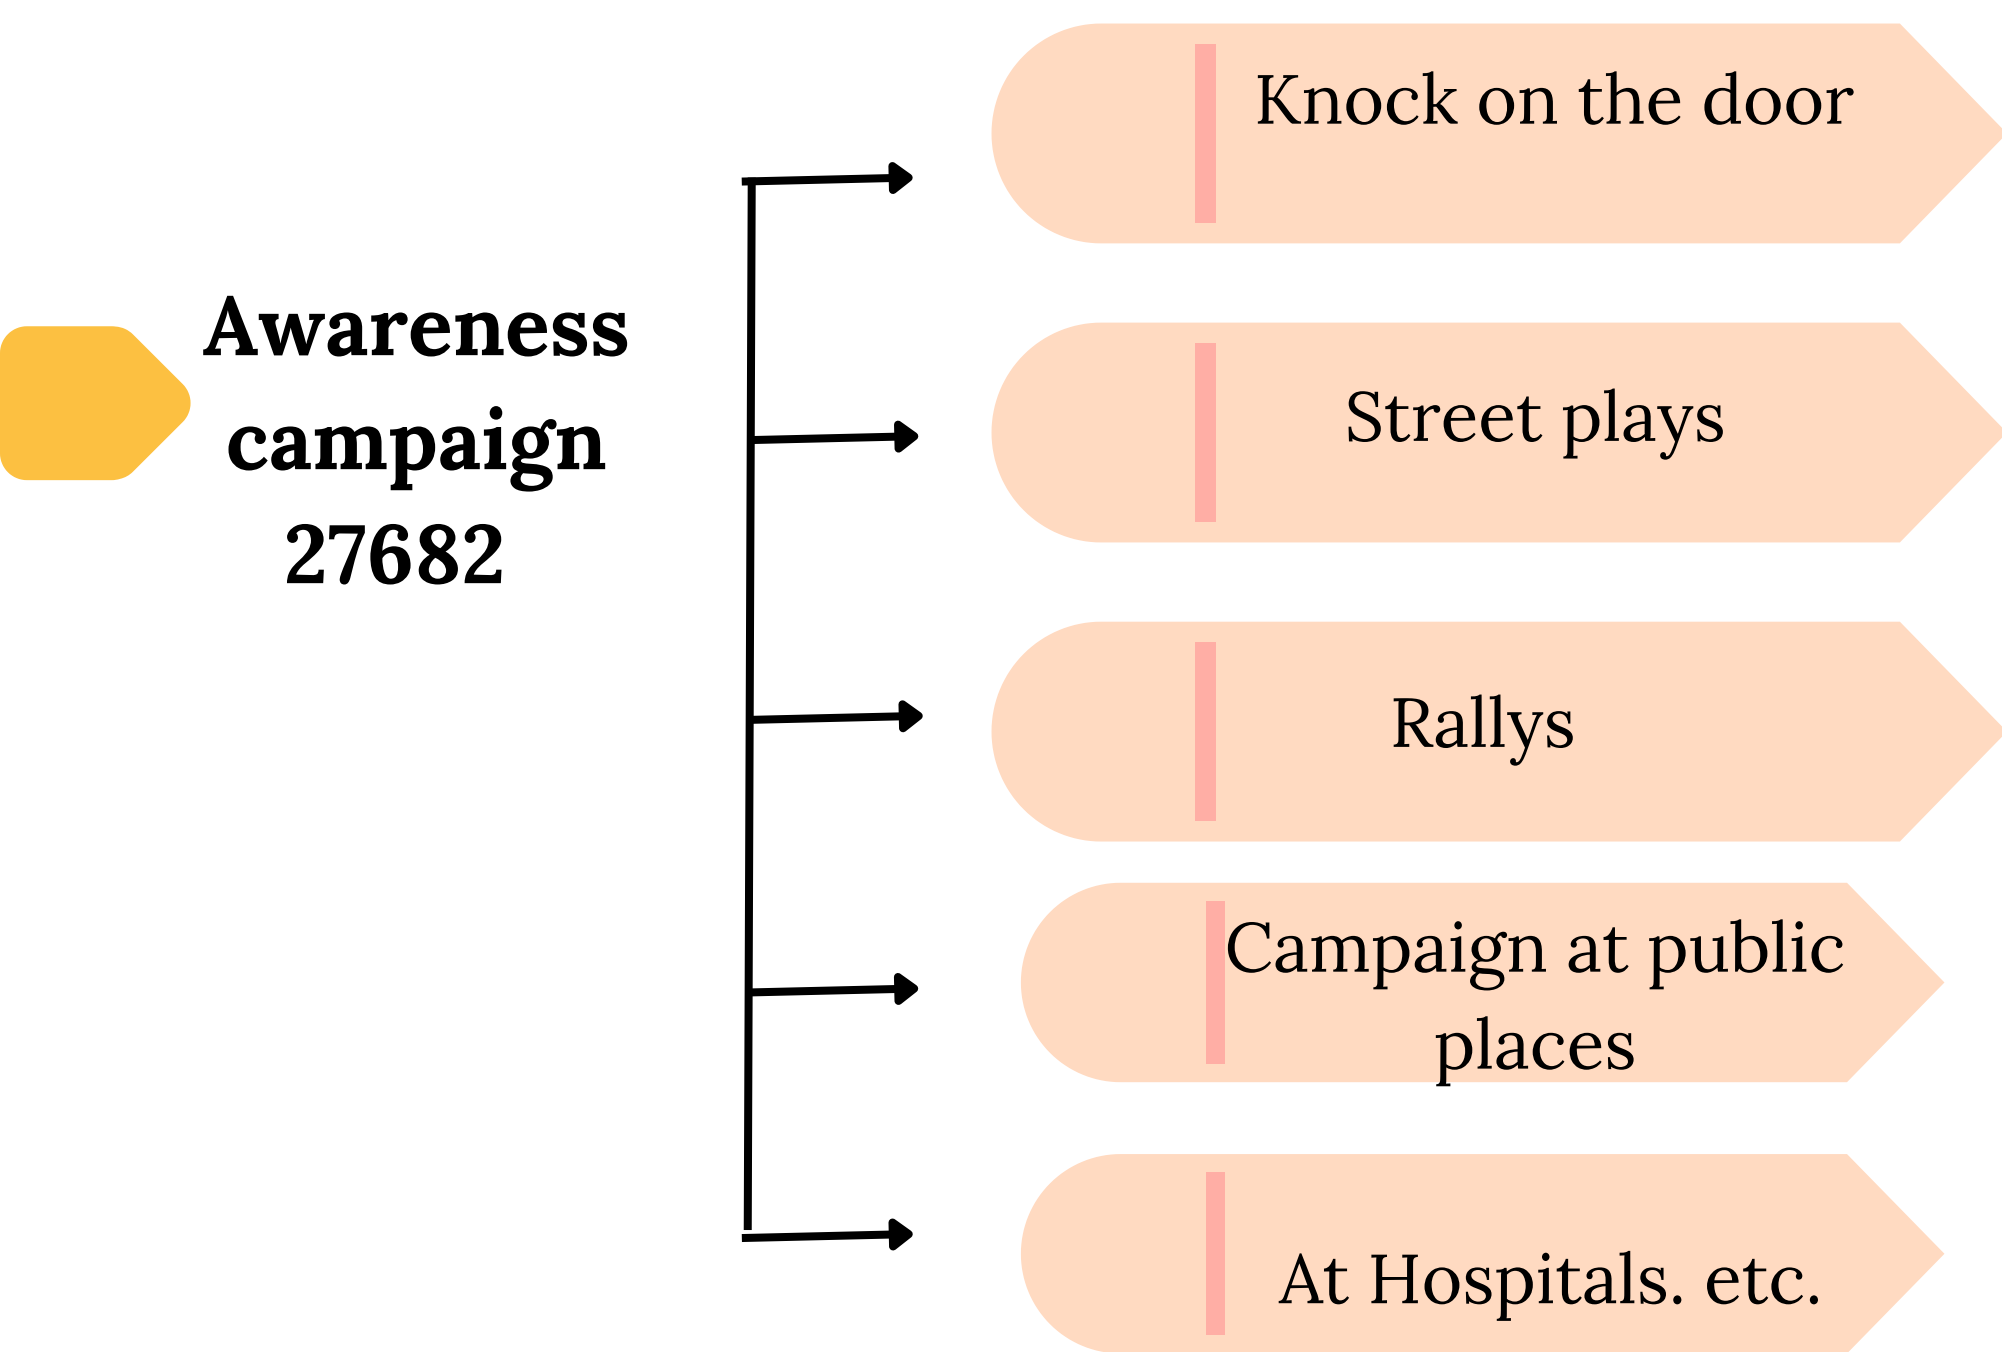 Awareness
campaign
27682
Knock on the door
Street plays
Rallys
Campaign at public
places
At Hospitals. etc.